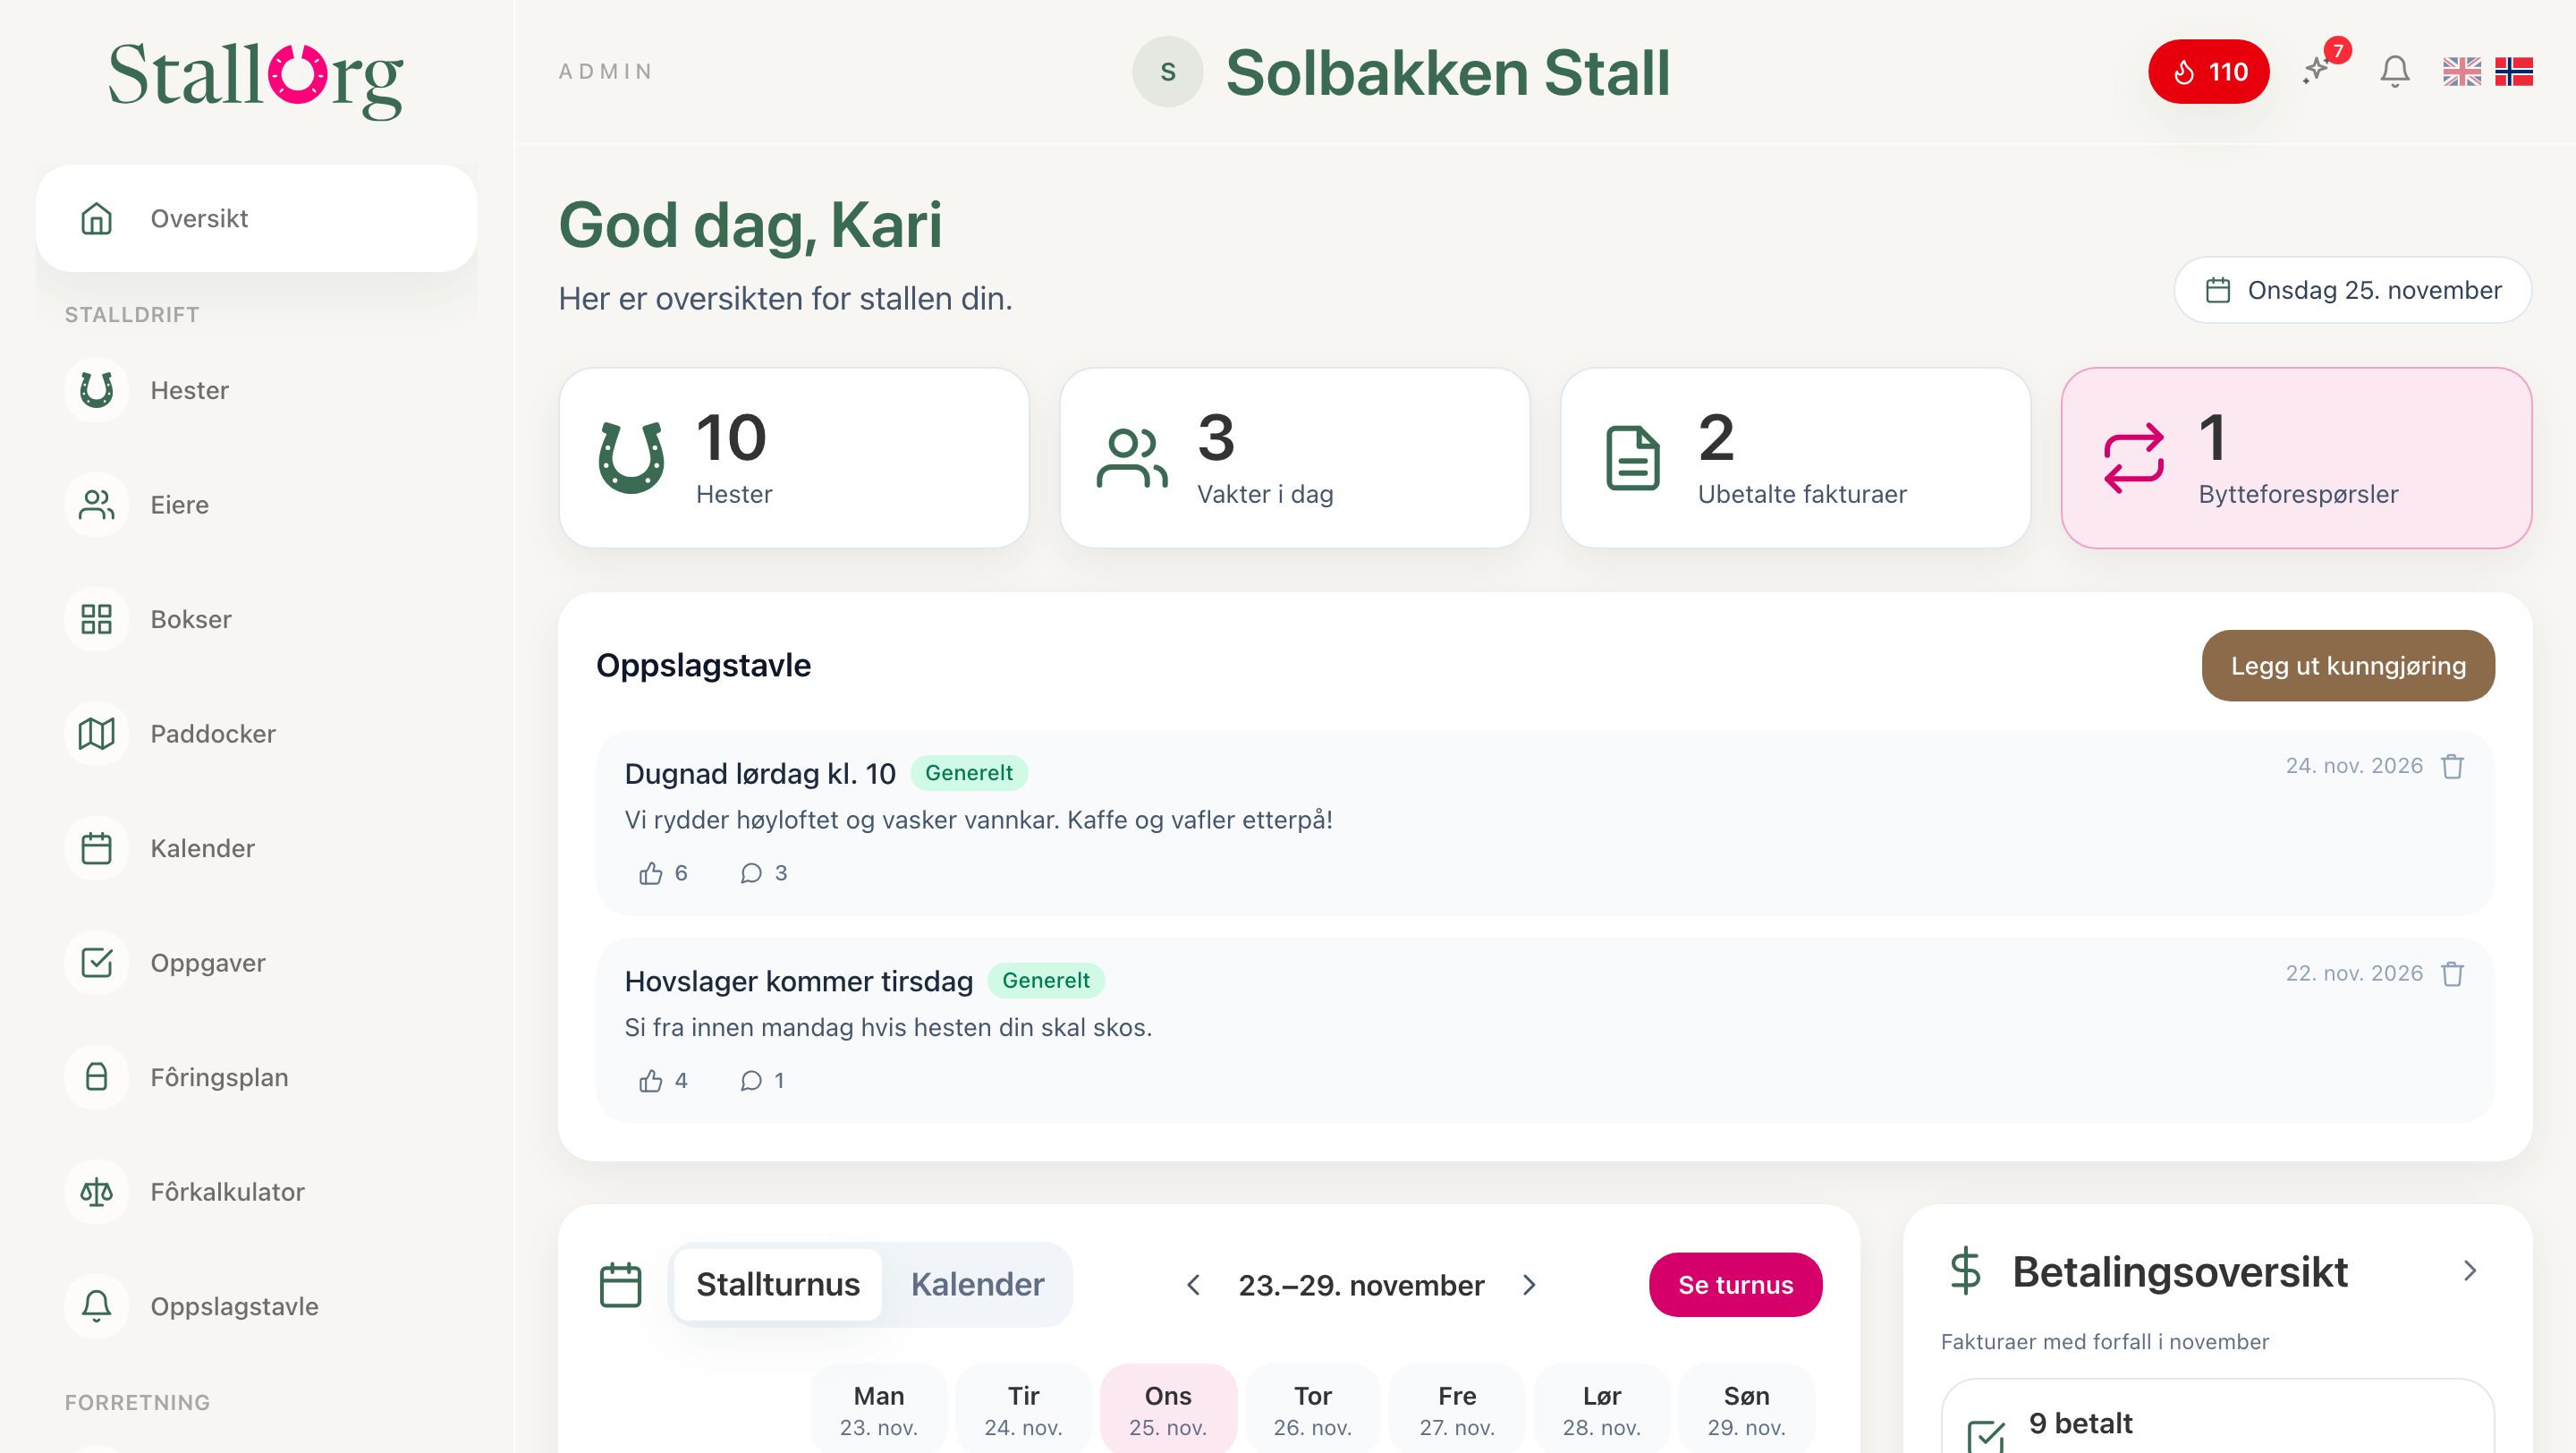 StallOrg
ADMIN
S
Solbakken Stall
110
7
Oversikt
STALLDRIFT
Hester
Eiere
Bokser
Paddocker
Kalender
Oppgaver
Fôringsplan
Fôrkalkulator
Oppslagstavle
FORRETNING
God dag, Kari
Her er oversikten for stallen din.
Onsdag 25. november
10
Hester
3
Vakter i dag
2
Ubetalte fakturaer
1
Bytteforespørsler
Oppslagstavle
Legg ut kunngjøring
Dugnad lørdag kl. 10 Generelt
24. nov. 2026
Vi rydder høyloftet og vasker vannkar. Kaffe og vafler etterpå!
6 3
Hovslager kommer tirsdag Generelt
22. nov. 2026
Si fra innen mandag hvis hesten din skal skos.
4 1
Stallturnus Kalender
23.–29. november
Se turnus
Man Tir Ons Tor Fre Lør Søn
23. nov. 24. nov. 25. nov. 26. nov. 27. nov. 28. nov. 29. nov.
Betalingsoversikt
Fakturaer med forfall i november
9 betalt